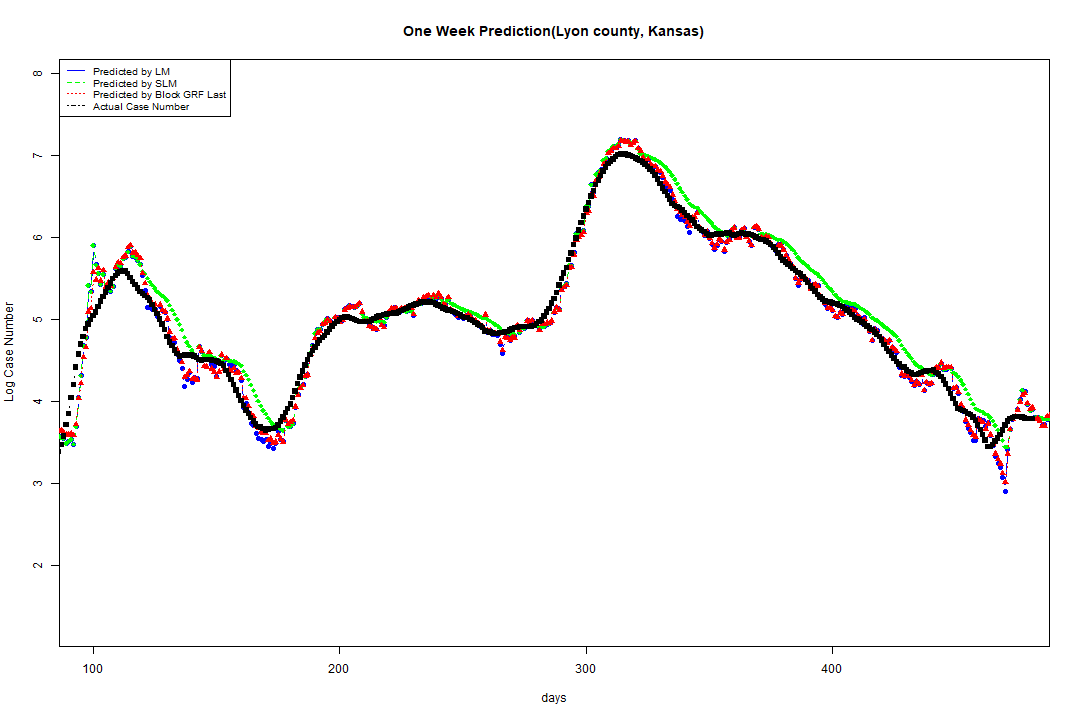 One Week Prediction(Lyon county, Kansas)
Predicted by LM
Predicted by SLM
Predicted by Block GRF Last
Actual Case Number
8
7
6
5
4
3
2
Log Case Number
100 200 300 400
days